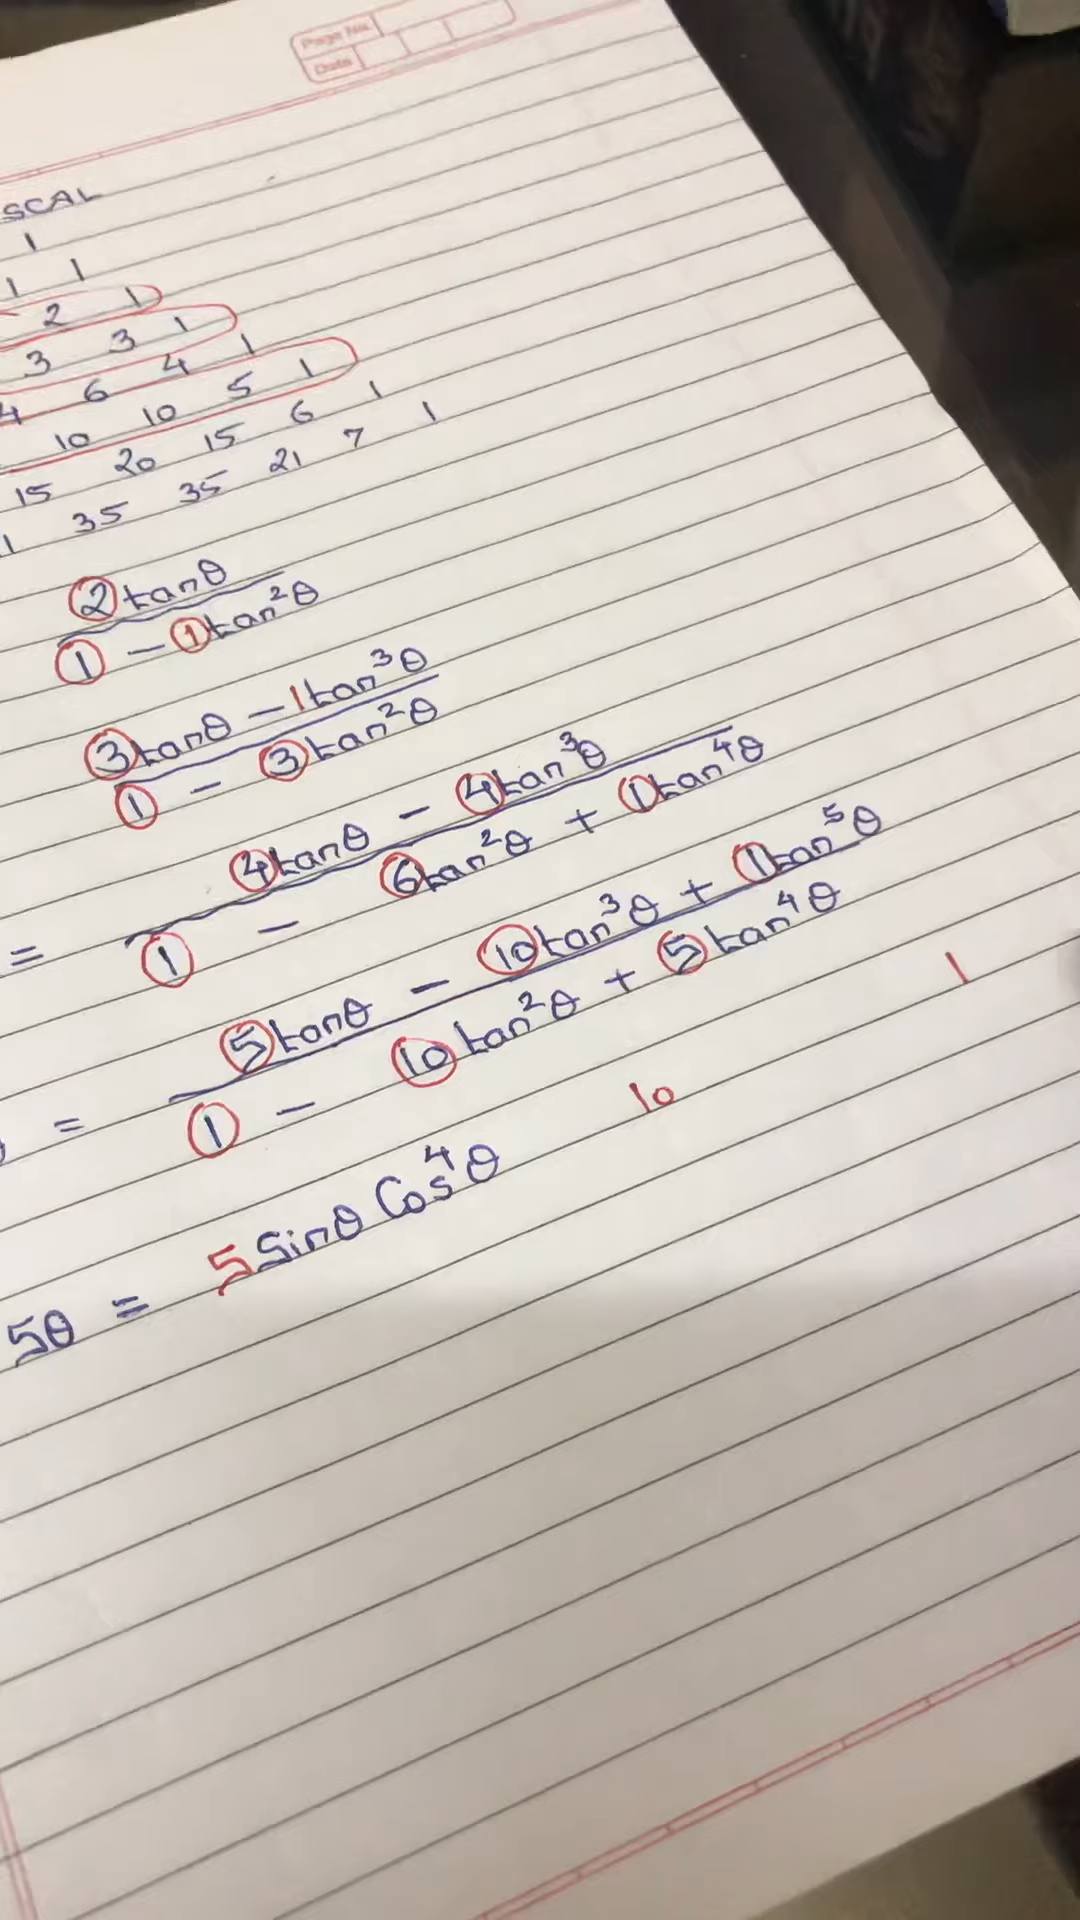 Page No.
Date
SCAL
1
1 1
2 1
3 3 1
4 6 4 1
10 10 5 1
15 20 15 6 1
1 35 35 21 7 1
2tanθ
1 - 1tan²θ
3tanθ - 1tan³θ
1 - 3tan²θ
4tanθ - 4tan³θ
= 1 - 6tan²θ + 1tan⁴θ
5tanθ - 10tan³θ + 1tan⁵θ
= 1 - 10tan²θ + 5tan⁴θ
5θ = 5Sinθ Cos⁴θ 10 1